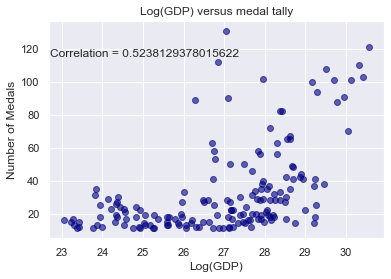 Log(GDP) versus medal tally
Correlation = 0.5238129378015622
Number of Medals
120
100
80
60
40
20
23 24 25 26 27 28 29 30
Log(GDP)